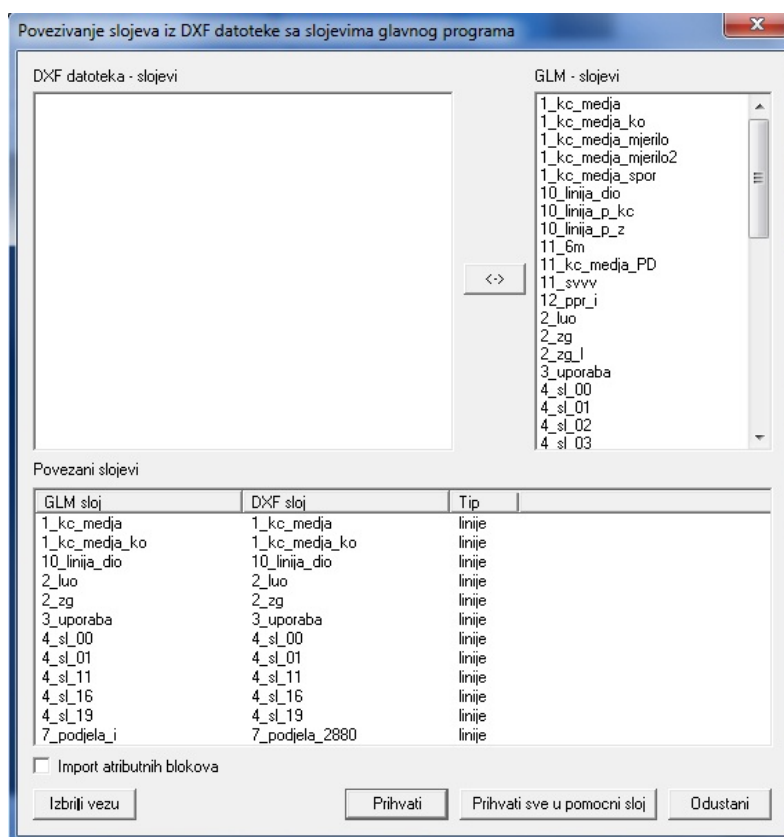 Povezivanje slojeva iz DXF datoteke sa slojevima glavnog programa
DXF datoteka - slojevi
GLM - slojevi
1_kc_medja
1_kc_medja_ko
1_kc_medja_mjerilo
1_kc_medja_mjerilo2
1_kc_medja_spor
10_linija_dio
10_linija_p_kc
10_linija_p_z
11_6m
11_kc_medja_PD
11_svvv
12_ppr_i
2_luo
2_zg
2_zg_l
3_uporaba
4_sl_00
4_sl_01
4_sl_02
4_sl_03
<->
Povezani slojevi
GLM sloj DXF sloj Tip
1_kc_medja 1_kc_medja linije
1_kc_medja_ko 1_kc_medja_ko linije
10_linija_dio 10_linija_dio linije
2_luo 2_luo linije
2_zg 2_zg linije
3_uporaba 3_uporaba linije
4_sl_00 4_sl_00 linije
4_sl_01 4_sl_01 linije
4_sl_11 4_sl_11 linije
4_sl_16 4_sl_16 linije
4_sl_19 4_sl_19 linije
7_podjela_i 7_podjela_2880 linije
Import atributnih blokova
Izbriľi vezu Prihvati Prihvati sve u pomocni sloj Odustani